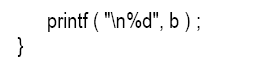 printf ( "\n%d", b ) ;
}